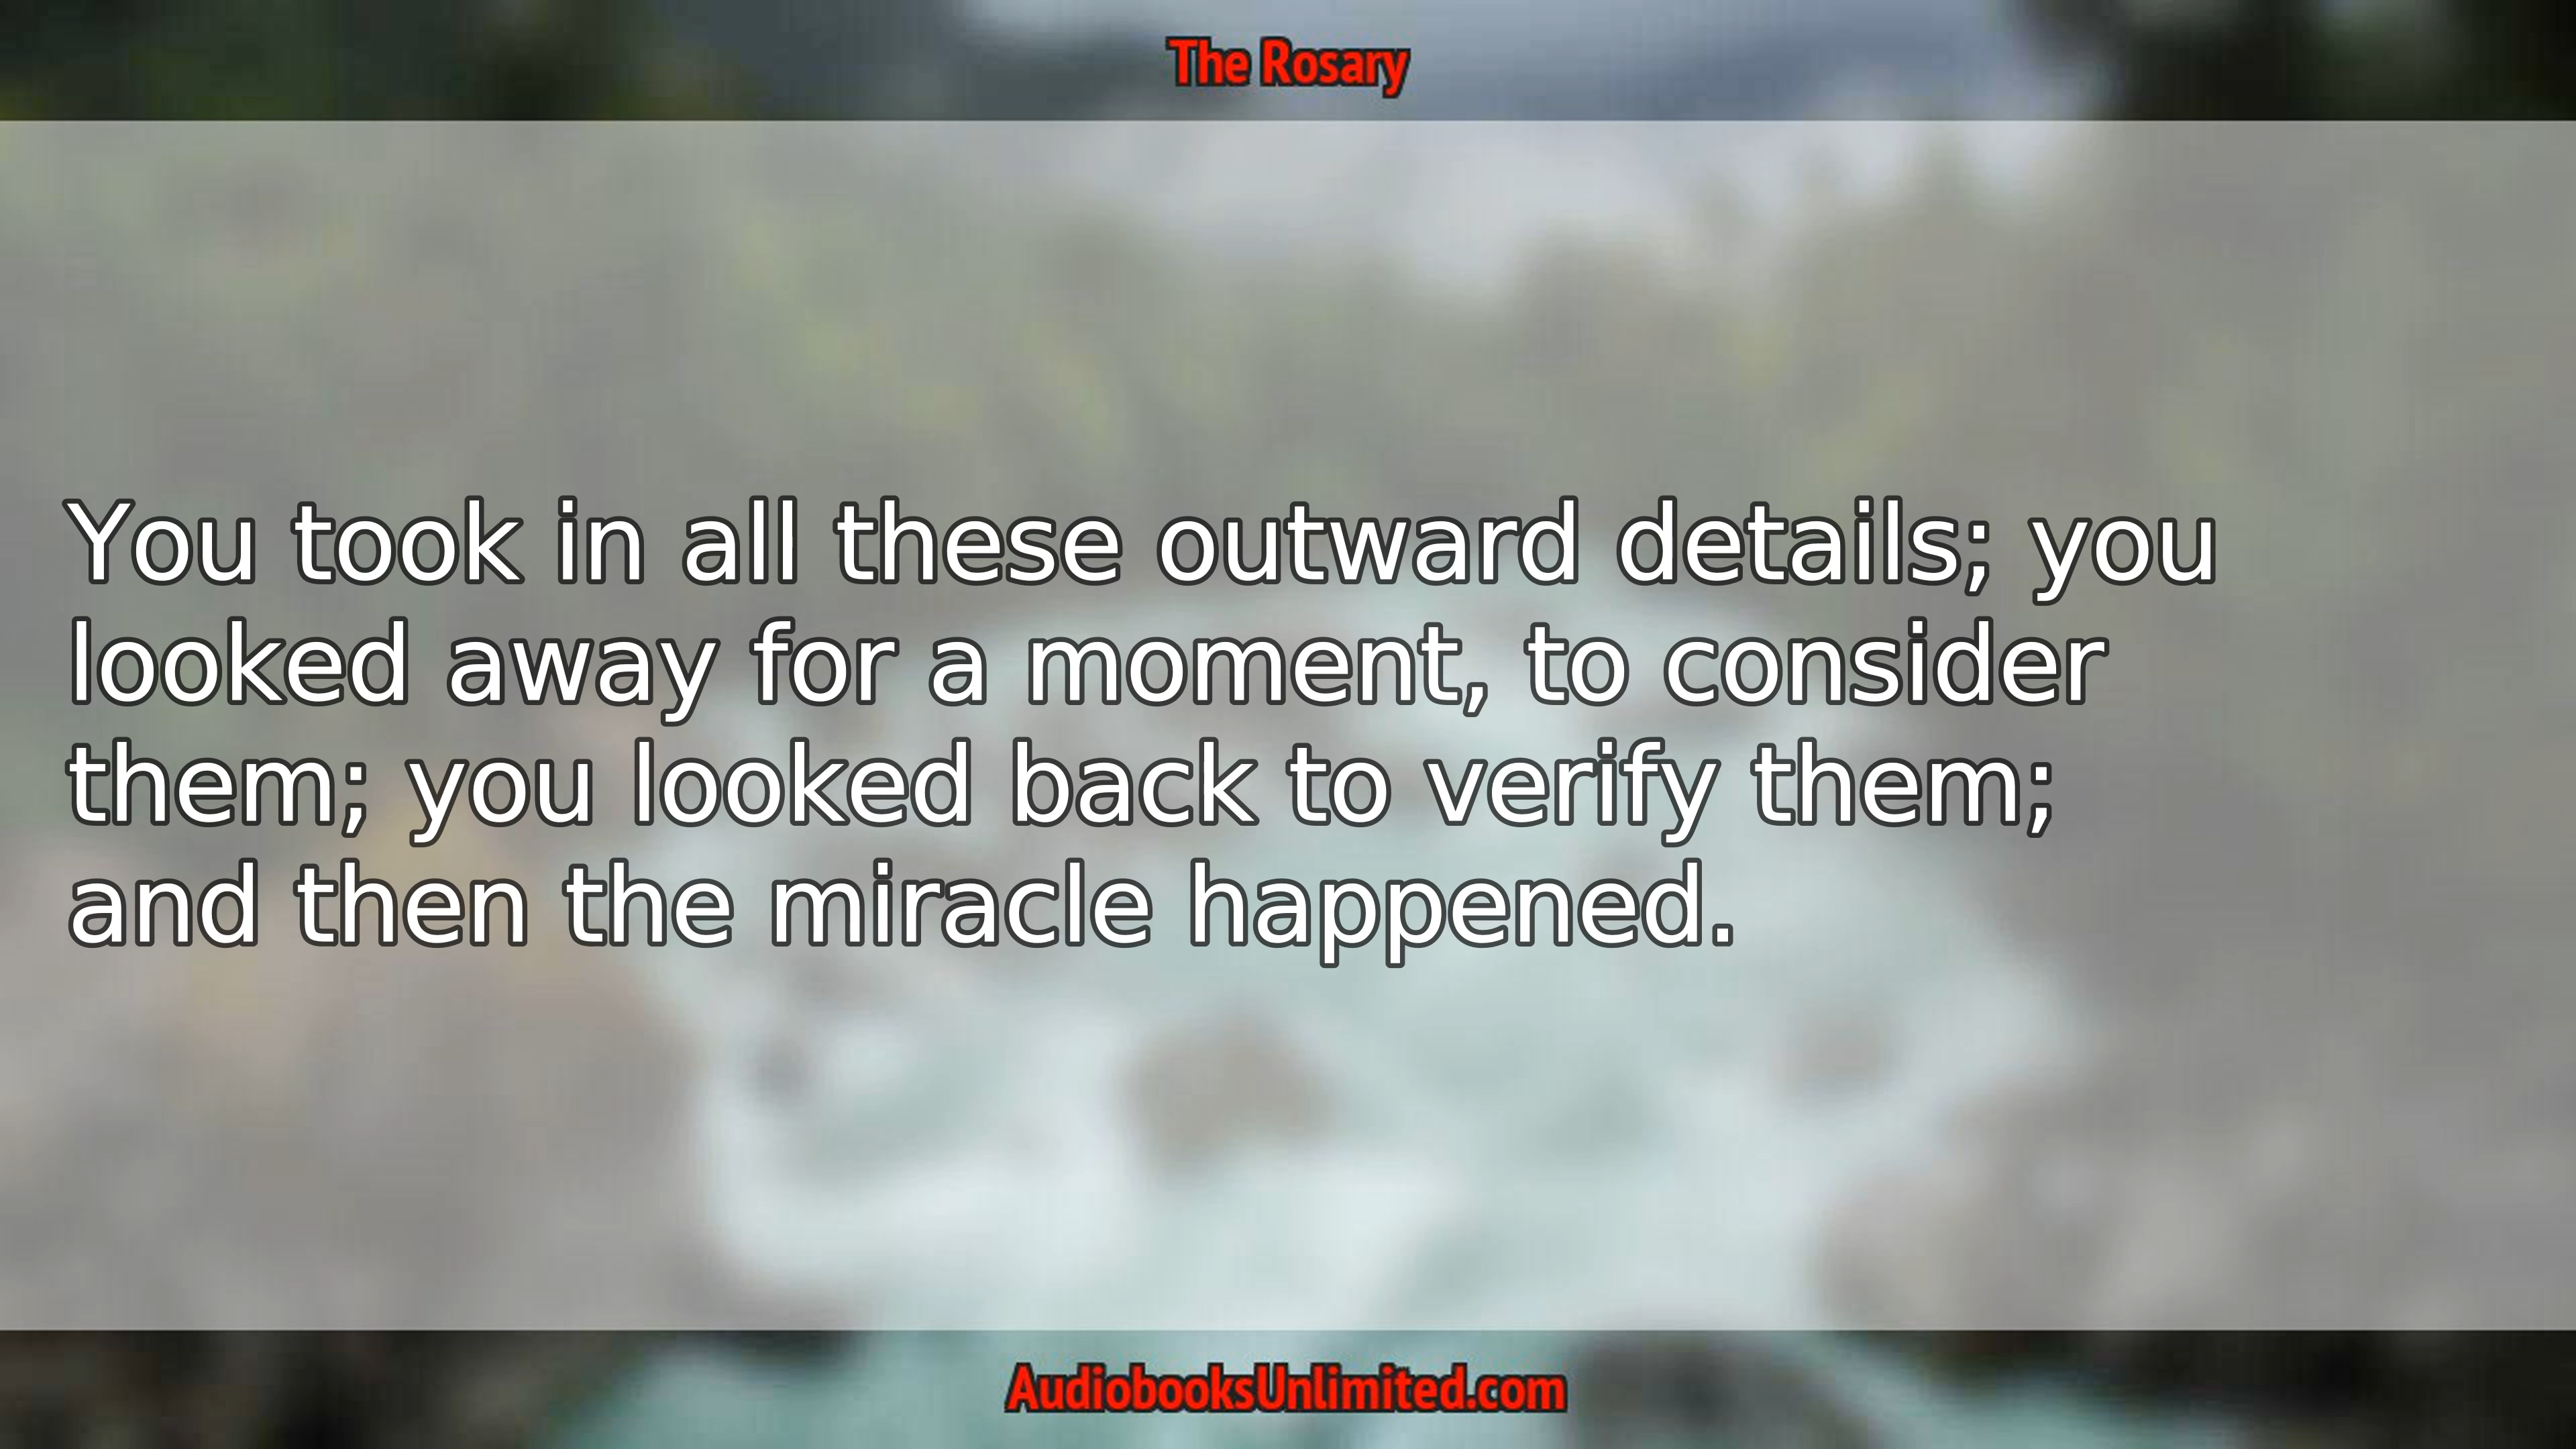 The Rosary
You took in all these outward details; you
looked away for a moment, to consider
them; you looked back to verify them;
and then the miracle happened.
AudiobooksUnlimited.com